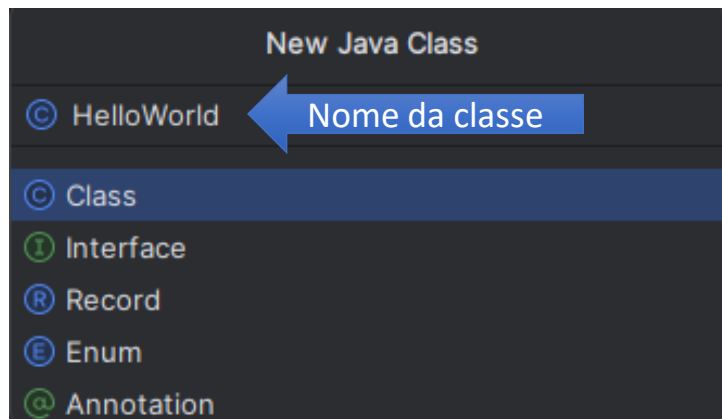 New Java Class
HelloWorld
Nome da classe
Class
Interface
Record
Enum
Annotation